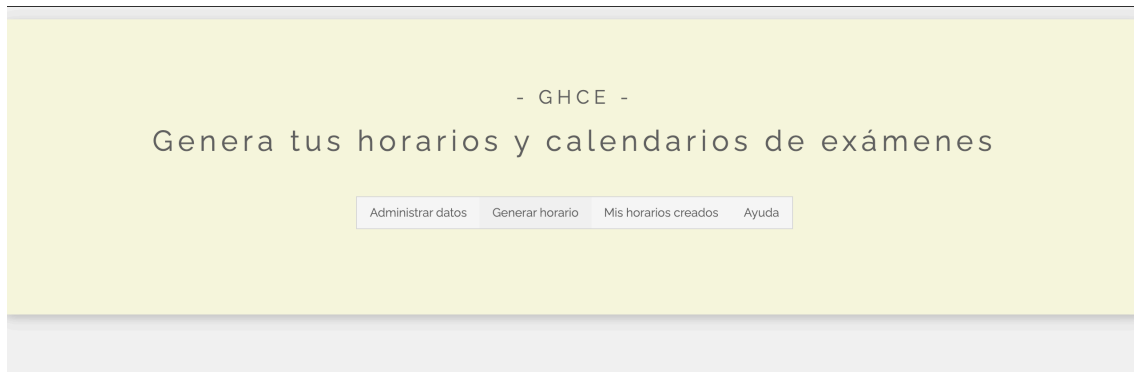 - GHCE -
Genera tus horarios y calendarios de exámenes
Administrar datos Generar horario Mis horarios creados Ayuda